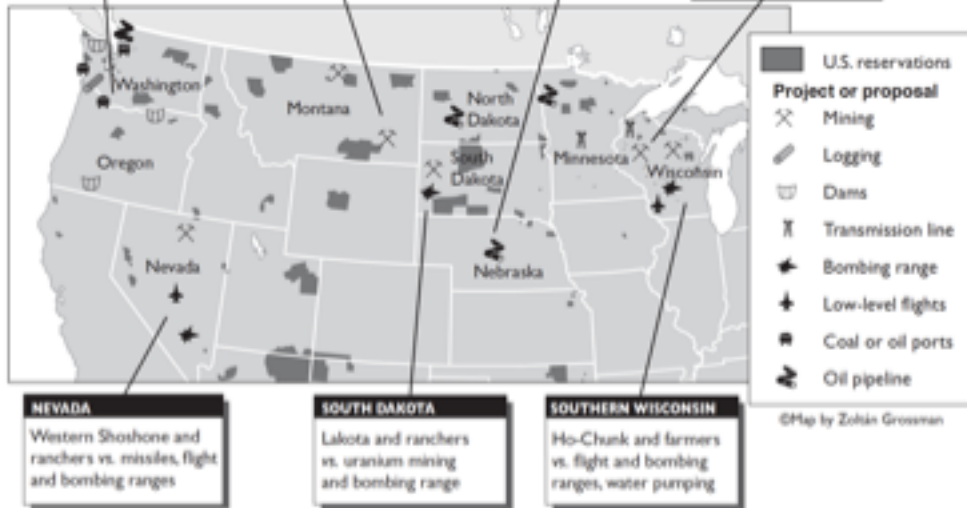 Washington
Montana
North
Dakota
Oregon
South
Dakota
Minnesota
Wisconsin
Nevada
Nebraska
U.S. reservations
Project or proposal
Mining
Logging
Dams
Transmission line
Bombing range
Low-level flights
Coal or oil ports
Oil pipeline
©Map by Zoltán Grossman
NEVADA
Western Shoshone and
ranchers vs. missiles, flight
and bombing ranges
SOUTH DAKOTA
Lakota and ranchers
vs. uranium mining
and bombing range
SOUTHERN WISCONSIN
Ho-Chunk and farmers
vs. flight and bombing
ranges, water pumping